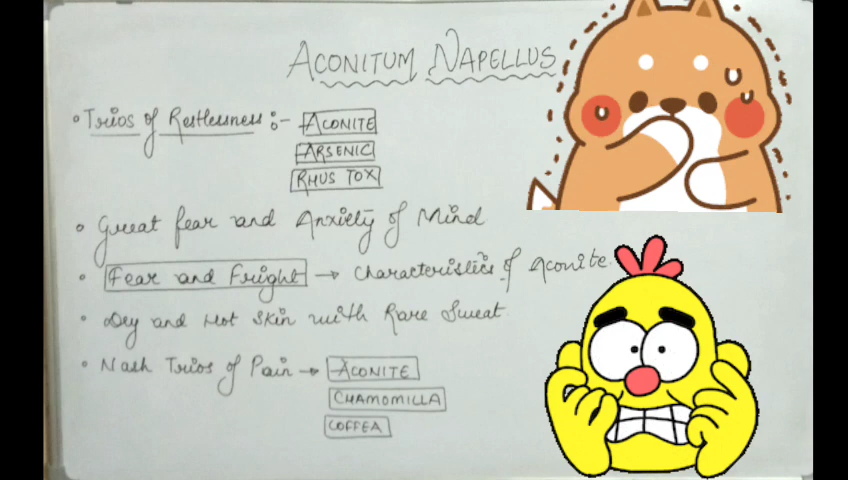 ACONITUM NAPELLUS
• Trios of Restlessness :- ACONITE
ARSENIC
RHUS TOX
• Great fear and Anxiety of Mind
• Fear and Fright → Characteristics of Aconite.
• Dry and Hot Skin with Rare Sweat.
• Nash Trios of Pain → ACONITE
CHAMOMILLA
COFFEA